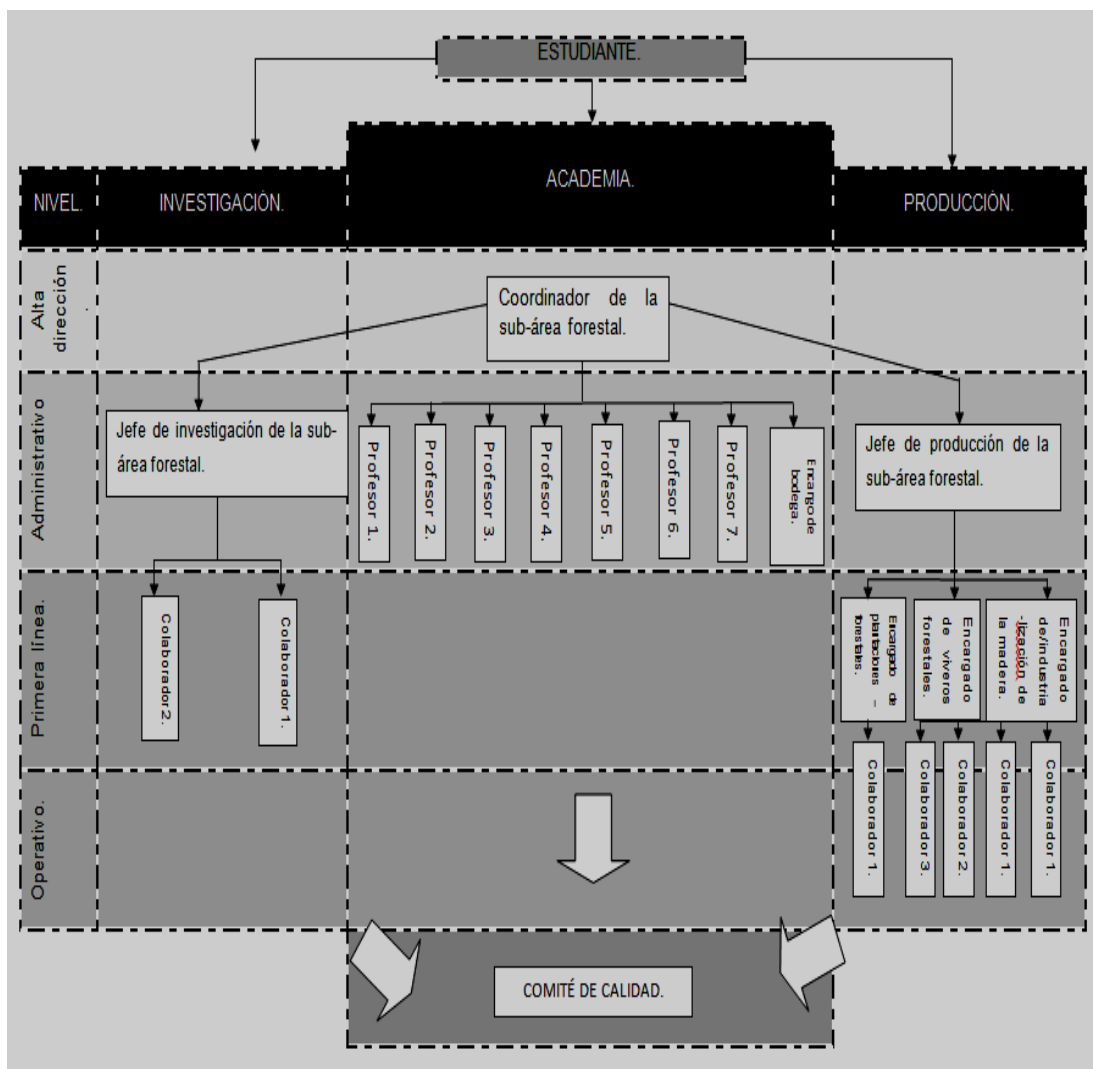 ESTUDIANTE.
NIVEL.
INVESTIGACIÓN.
ACADEMIA.
PRODUCCIÓN.
Alta
dirección
.
Coordinador de la
sub-área forestal.
Administrativo
Jefe de investigación de la sub-
área forestal.
Profesor 1.
Profesor 2.
Profesor 3.
Profesor 4.
Profesor 5.
Profesor 6.
Profesor 7.
Encargo de
bodega.
Jefe de producción de la
sub-área forestal.
Primera línea.
Colaborador 2.
Colaborador 1.
Encargado de
plantaciones –
forestales.
Encargado
de viveros
forestales.
Encargado
de/industria
-lización de
la madera.
Operativo.
Colaborador 1.
Colaborador 3.
Colaborador 2.
Colaborador 1.
Colaborador 1.
COMITÉ DE CALIDAD.